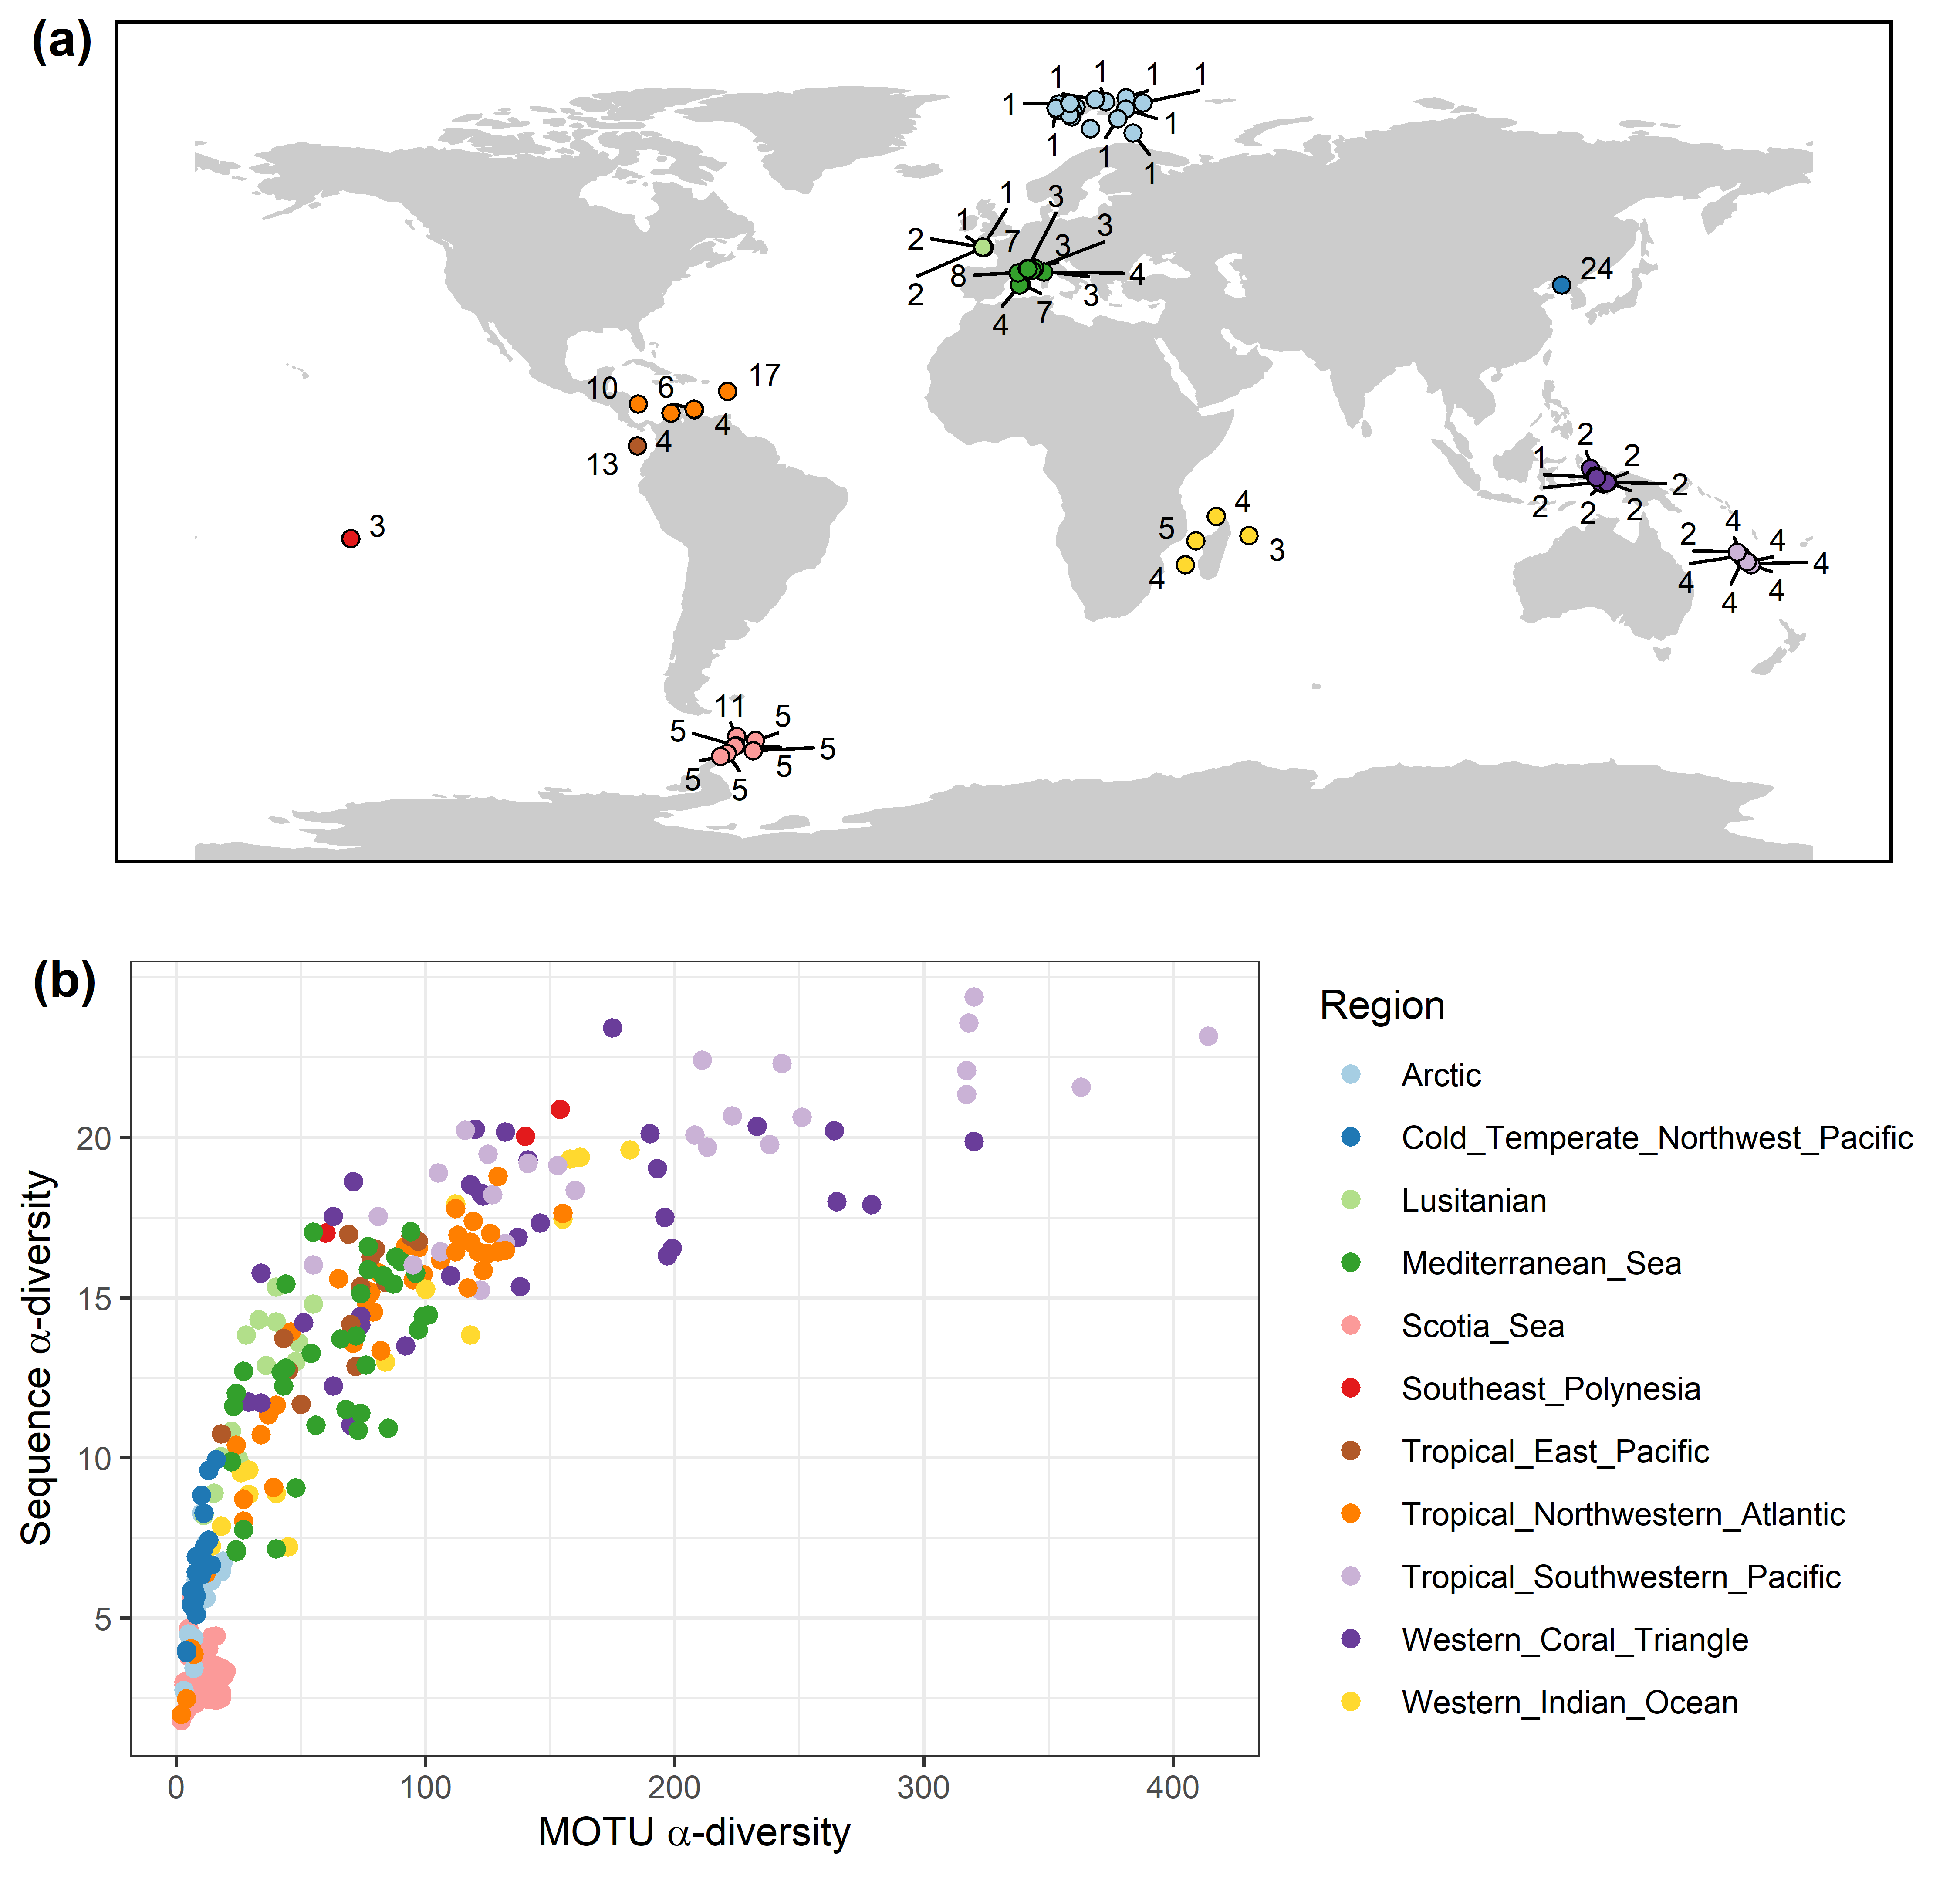 (a)
1 1 1 1
1
1
1 1 1
1 3
1 3
2 7 3
8 4
2 3
4 7
24
10 6 17
4 4
13
3
4
5
3
4
2
1 2
2
2 2 2
2 4 4
4
4 4 4
11
5 5
5
5
5 5
(b)
Sequence α-diversity
20
15
10
5
0 100 200 300 400
MOTU α-diversity
Region
Arctic
Cold_Temperate_Northwest_Pacific
Lusitanian
Mediterranean_Sea
Scotia_Sea
Southeast_Polynesia
Tropical_East_Pacific
Tropical_Northwestern_Atlantic
Tropical_Southwestern_Pacific
Western_Coral_Triangle
Western_Indian_Ocean